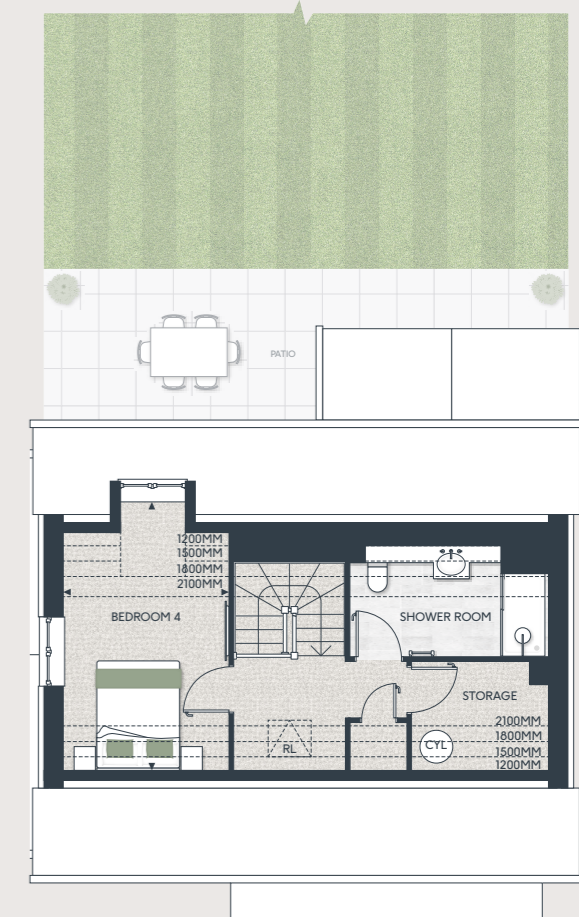 PATIO
1200MM
1500MM
1800MM
2100MM
BEDROOM 4
SHOWER ROOM
STORAGE
2100MM
1800MM
1500MM
1200MM
CYL
RL